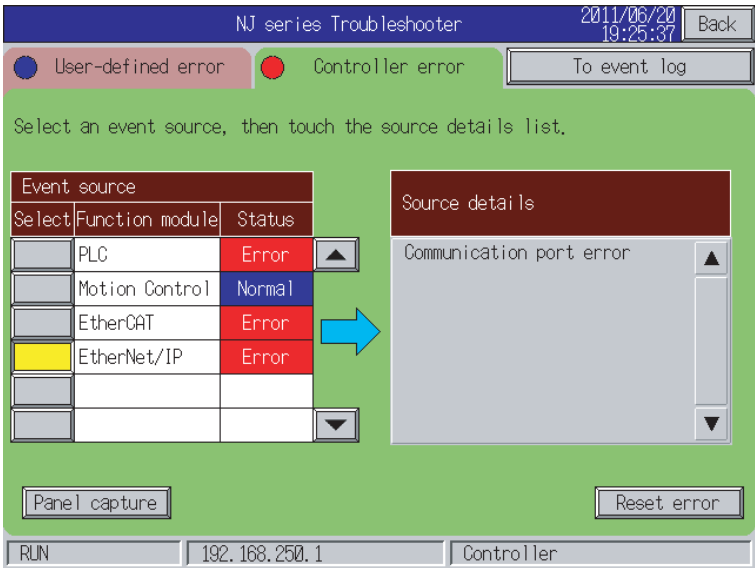 NJ series Troubleshooter
2011/06/20
19:25:37
Back
User-defined error
Controller error
To event log
Select an event source, then touch the source details list.
Event source
Select Function module Status
PLC Error
Motion Control Normal
EtherCAT Error
EtherNet/IP Error
Source details
Communication port error
Panel capture
Reset error
RUN
192.168.250.1
Controller